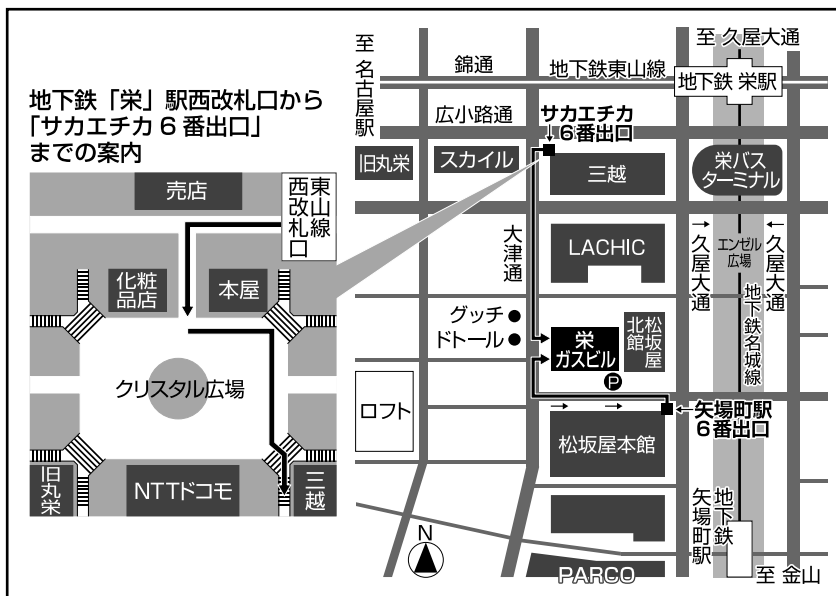 地下鉄「栄」駅西改札口から
「サカエチカ6番出口」
までの案内
売店
東山線
西改札口
化粧
品店
本屋
クリスタル広場
旧丸栄
NTTドコモ
三越
至 名古屋駅
錦通
地下鉄東山線
至 久屋大通
地下鉄 栄駅
広小路通
サカエチカ
6番出口
旧丸栄
スカイル
三越
栄バス
ターミナル
大津通
LACHIC
→
久屋大通
エンゼル
広場
←
久屋大通
地下鉄名城線
グッチ ●
ドトール ●
栄
ガスビル
松坂屋
北館
P
ロフト
→ →
矢場町駅
6番出口
松坂屋本館
地下鉄
矢場町駅
N
PARCO
至 金山